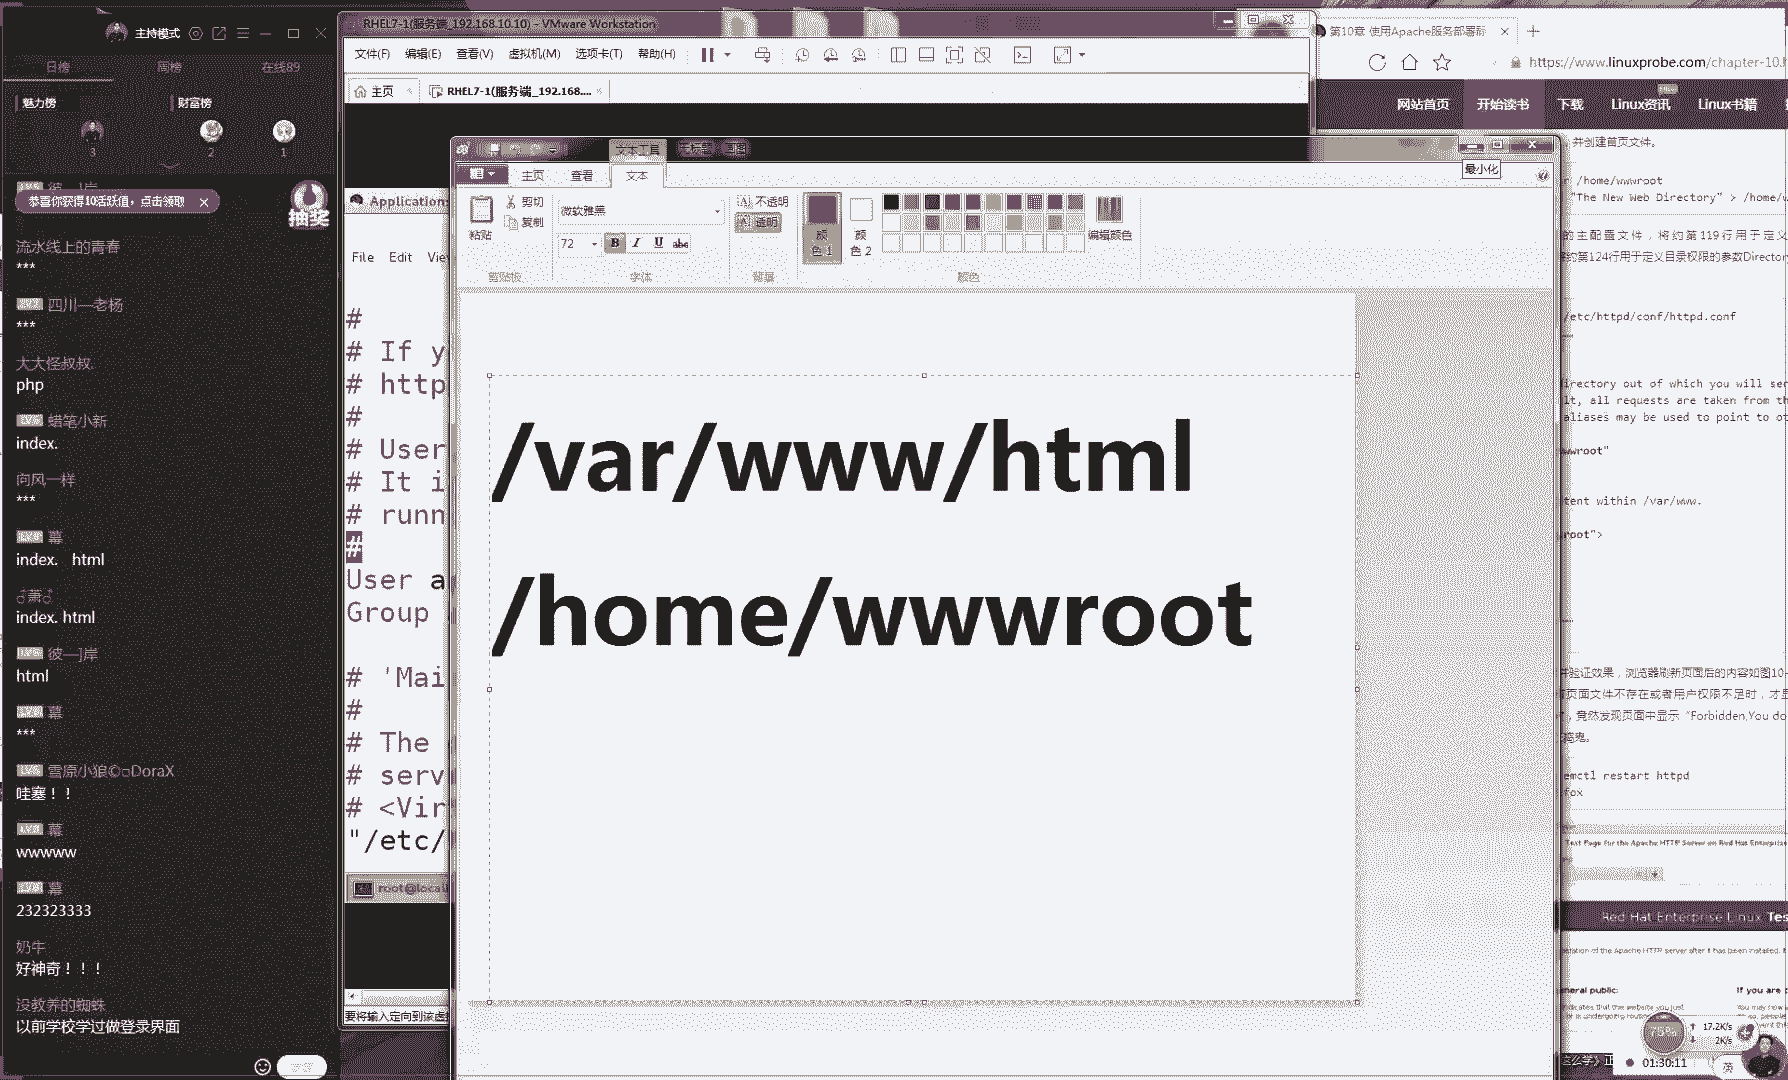 主持模式
日榜
周榜
在线89
魅力榜
财富榜
3
2
1
恭喜你获得10活跃值，点击领取
抽奖
流水线上的青春
***
四川—老杨
***
大大怪叔叔
php
蜡笔小新
index.
向风一样
***
幕
index. html
♂萧♂
index. html
html
幕
***
哇塞！！
幕
wwwww
幕
232323333
奶牛
好神奇！！！
没教养的蜘蛛
以前学校学过做登录界面
RHEL7-1(服务端_192.168.10.10) - VMware Workstation
文件(F) 编辑(E) 查看(V) 虚拟机(M) 选项卡(T) 帮助(H)
主页
RHEL7-1(服务端_192.168....
Application
File Edit Vie
#
# If y
# http
#
# User
# It i
# runn
#
User a
Group
# 'Mai
#
# The
# serv
# <Vir
"/etc/
root@local
要将输入定向到该虚
文本工具
无标题
画图
主页
查看
文本
粘贴
剪切
复制
剪贴板
微软雅黑
72
B I U abc
字体
不透明
透明
背景
颜色 1
颜色 2
编辑颜色
颜色
最小化
/var/www/html
/home/wwwroot
第10章 使用Apache服务部署静
https://www.linuxprobe.com/chapter-10.h
网站首页
开始读书
下载
Linux资讯
Linux书籍
并创建首页文件。
/home/wwwroot
"The New Web Directory" > /home/w
的主配置文件，将约第119行用于定义
约第124行用于定义目录权限的参数Director
/etc/httpd/conf/httpd.conf
irectory out of which you will ser
lt, all requests are taken from th
aliases may be used to point to ot
wwroot"
tent within /var/www.
root">
验证效果，浏览器刷新页面后的内容如图10-
页面文件不存在或者用户权限不足时，才显
，竟然发现页面中显示“Forbidden,You do
emctl restart httpd
fox
Test Page for the Apache HTTP Server on Red Hat Enterprise
Red Hat Enterprise Linux Tes
eneral public:
If you are
75%
17.2K/s
2K/s
01:30:11
英